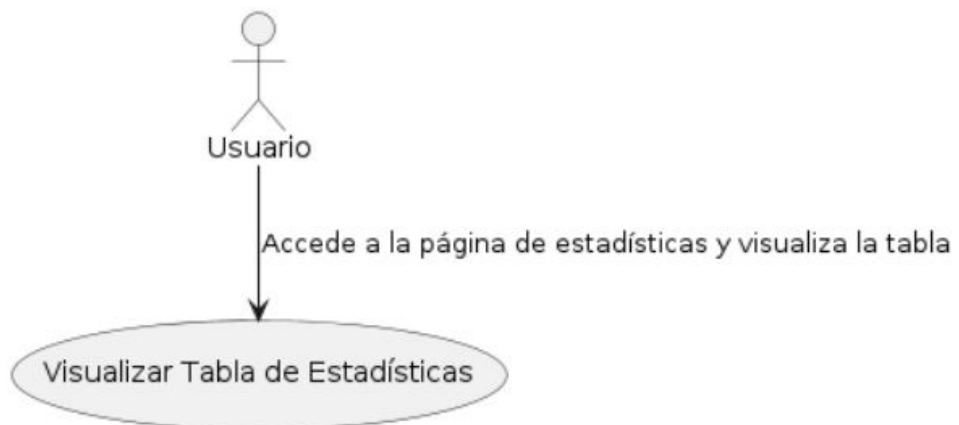 Usuario
Accede a la página de estadísticas y visualiza la tabla
Visualizar Tabla de Estadísticas